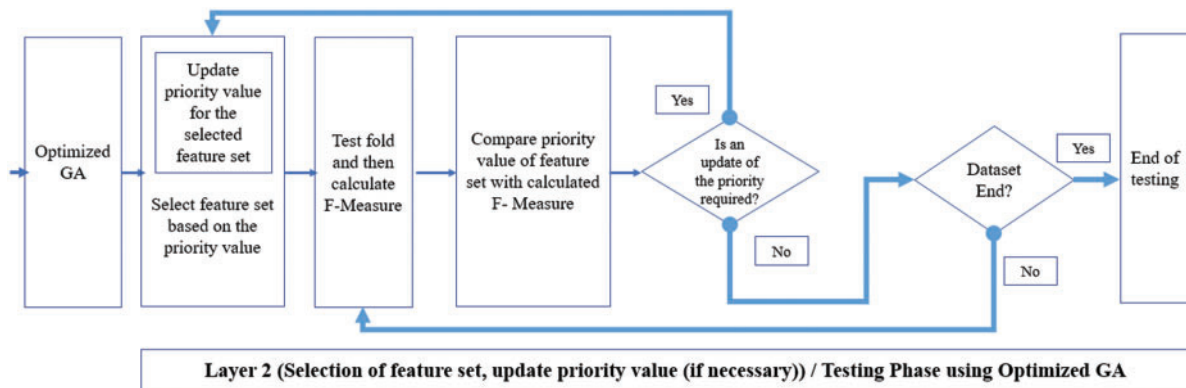 Optimized
GA
Update
priority value
for the
selected
feature set
Select feature set
based on the
priority value
Test fold
and then
calculate
F-Measure
Compare priority
value of feature
set with calculated
F- Measure
Yes
Is an
update of
the priority
required?
No
Dataset
End?
Yes
No
End of
testing
Layer 2 (Selection of feature set, update priority value (if necessary)) / Testing Phase using Optimized GA